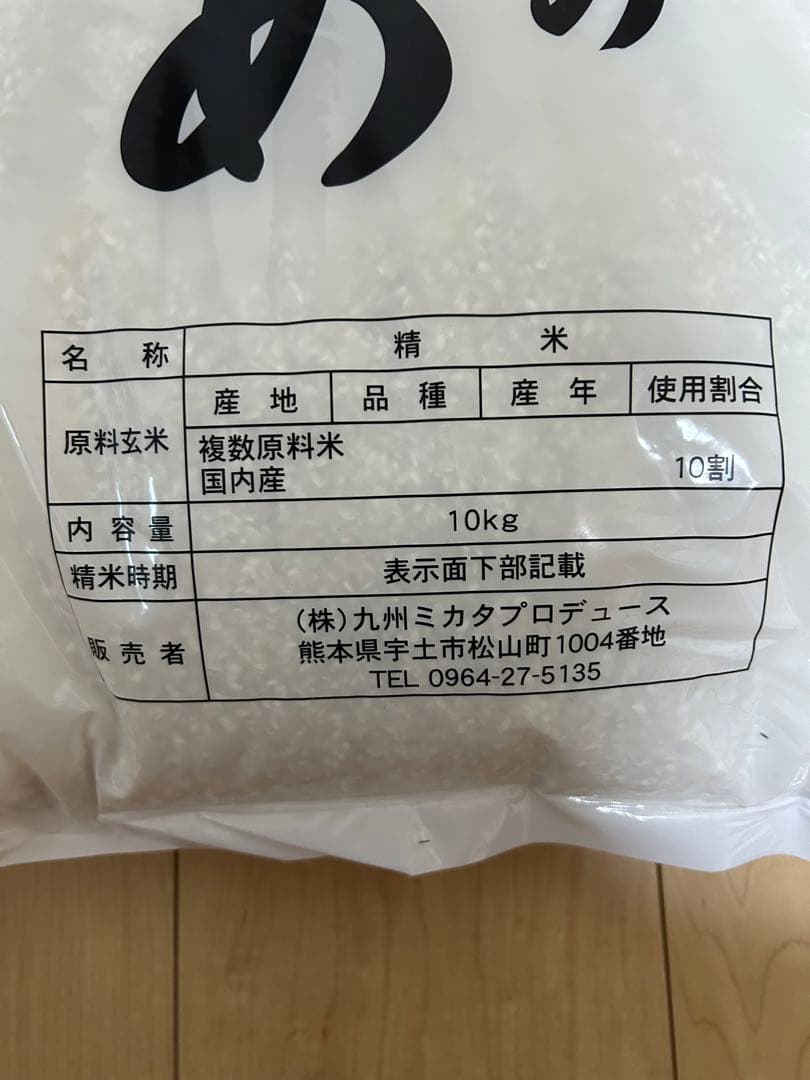 め
名称 精米
原料玄米 産地 品種 産年 使用割合
複数原料米
国内産 10割
内容量 10kg
精米時期 表示面下部記載
販売者 (株)九州ミカタプロデュース
熊本県宇土市松山町1004番地
TEL 0964-27-5135